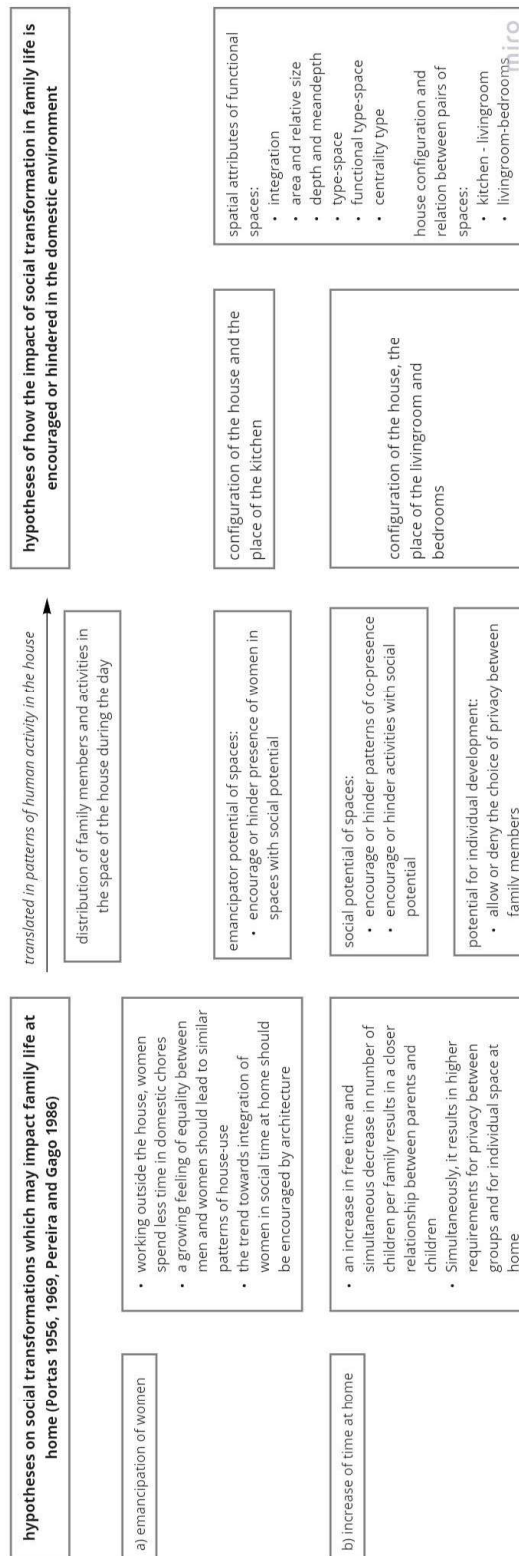 hypotheses on social transformations which may impact family life at
home (Portas 1956, 1969, Pereira and Gago 1986)
translated in patterns of human activity in the house
hypotheses of how the impact of social transformation in family life is
encouraged or hindered in the domestic environment
distribution of family members and activities in
the space of the house during the day
a) emancipation of women
• working outside the house, women
spend less time in domestic chores
• a growing feeling of equality between
men and women should lead to similar
patterns of house-use
• the trend towards integration of
women in social time at home should
be encouraged by architecture
emancipator potential of spaces:
• encourage or hinder presence of women in
spaces with social potential
configuration of the house and the
place of the kitchen
b) increase of time at home
• an increase in free time and
simultaneous decrease in number of
children per family results in a closer
relationship between parents and
children
• Simultaneously, it results in higher
requirements for privacy between
groups and for individual space at
home
social potential of spaces:
• encourage or hinder patterns of co-presence
• encourage or hinder activities with social
potential
potential for individual development:
• allow or deny the choice of privacy between
family members
configuration of the house, the
place of the livingroom and
bedrooms
spatial attributes of functional
spaces:
• integration
• area and relative size
• depth and meandepth
• type-space
• functional type-space
• centrality type
house configuration and
relation between pairs of
spaces:
• kitchen - livingroom
• livingroom-bedrooms
miro